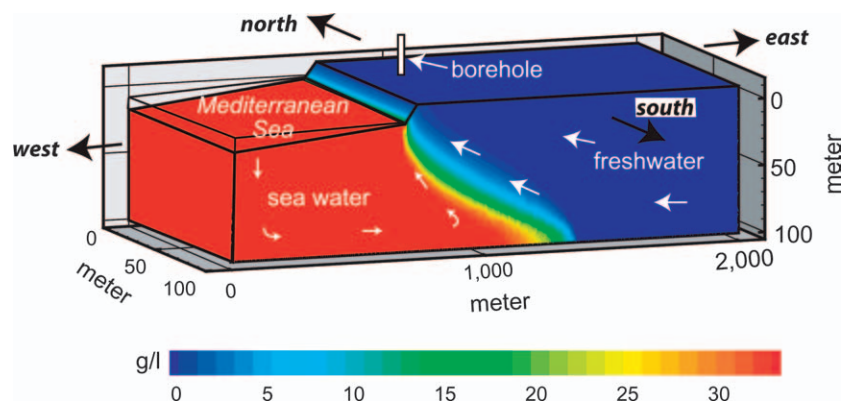 north
east
borehole
0
Mediterranean
Sea
south
west
50
freshwater
meter
sea water
100
0
50
100
meter
0
1,000
2,000
meter
g/l
0
5
10
15
20
25
30